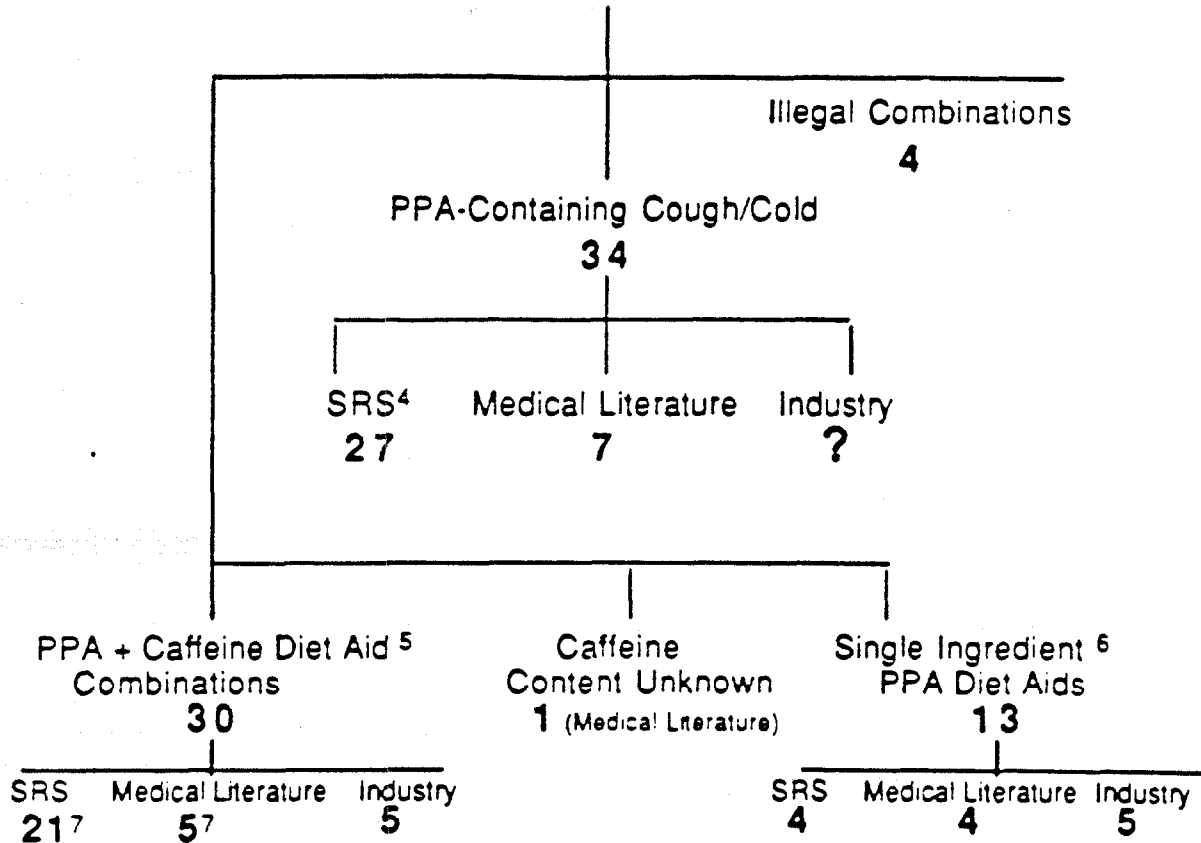 Illegal Combinations
4
PPA-Containing Cough/Cold
34
SRS⁴ Medical Literature Industry
27 7 ?
PPA + Caffeine Diet Aid ⁵ Caffeine Single Ingredient ⁶
Combinations Content Unknown PPA Diet Aids
30 1 (Medical Literature) 13
SRS Medical Literature Industry SRS Medical Literature Industry
21⁷ 5⁷ 5 4 4 5